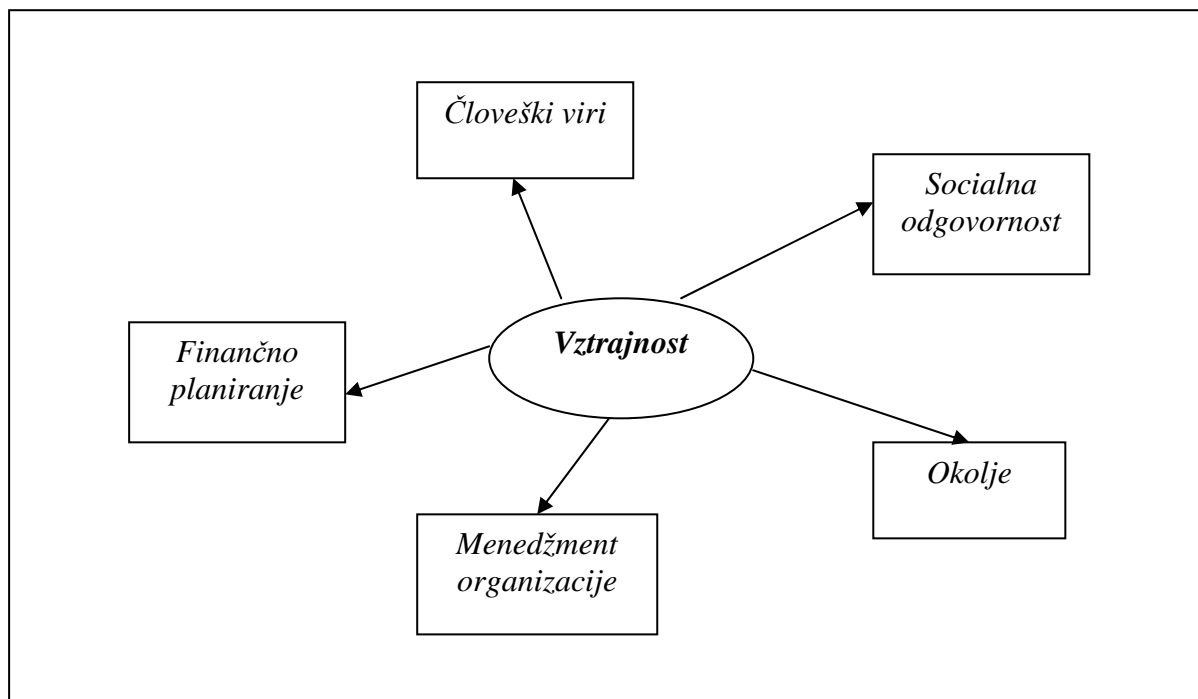 Človeški viri
Socialna
odgovornost
Vztrajnost
Finančno
planiranje
Okolje
Menedžment
organizacije